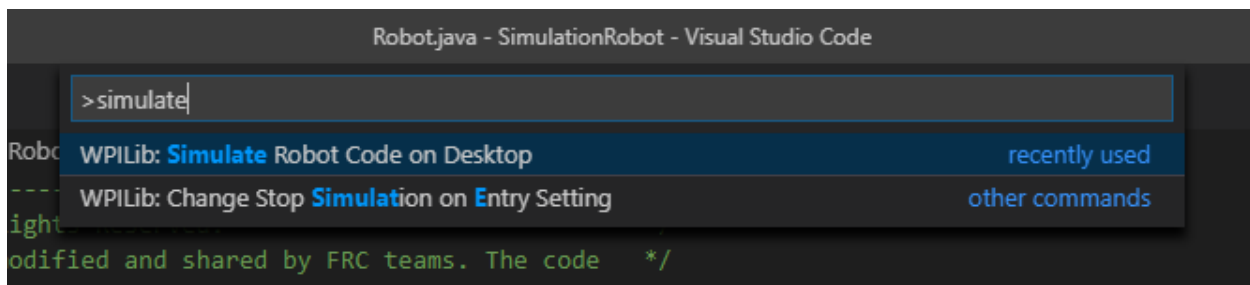 Robot.java - SimulationRobot - Visual Studio Code
>simulate
WPILib: Simulate Robot Code on Desktop recently used
WPILib: Change Stop Simulation on Entry Setting other commands
odified and shared by FRC teams. The code */